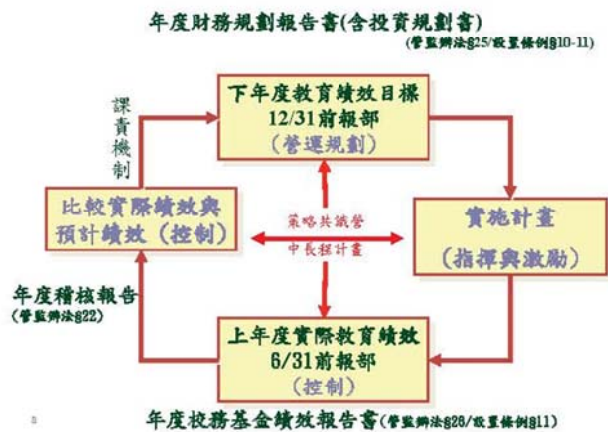 年度財務規劃報告書(含投資規劃書)
(管監辦法§25/設置條例§10-11)
下年度教育績效目標
12/31前報部
(營運規劃)
課責機制
比較實際績效與
預計績效(控制)
策略共識營
中長程計畫
實施計畫
(指揮與激勵)
年度稽核報告
(管監辦法§22)
上年度實際教育績效
6/31前報部
(控制)
年度校務基金績效報告書(管監辦法§26/設置條例§11)